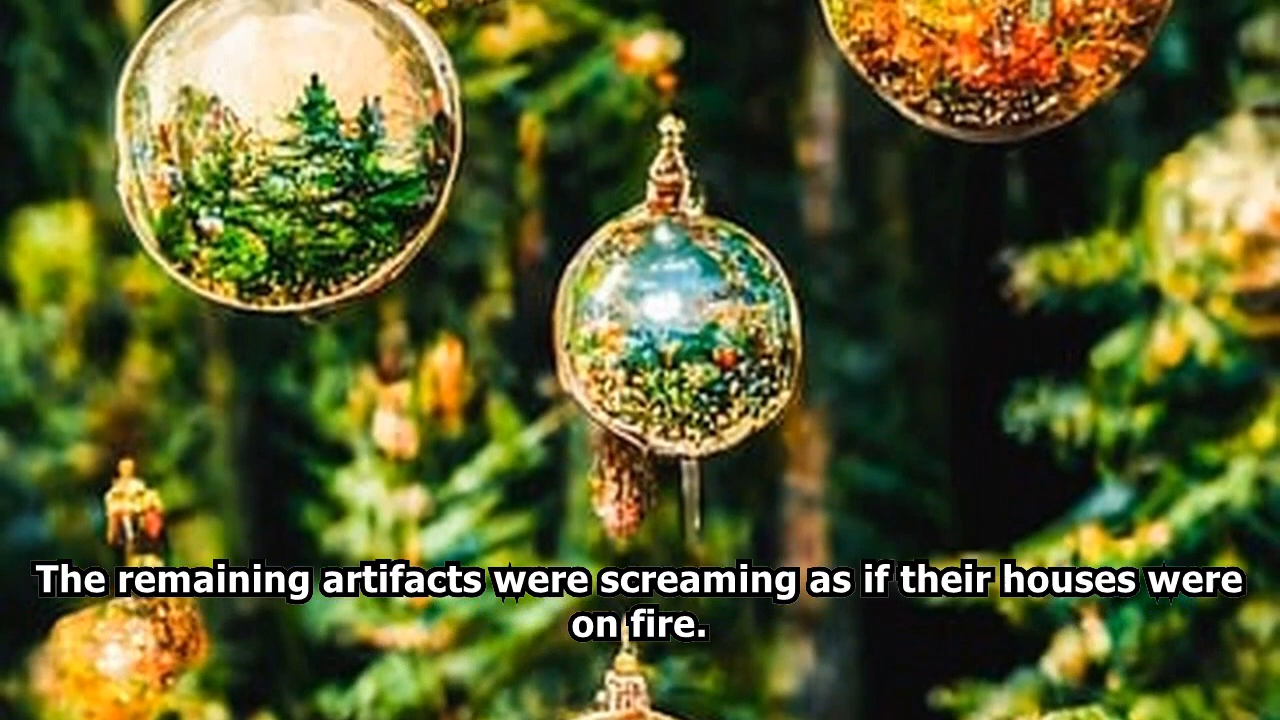 The remaining artifacts were screaming as if their houses were
on fire.